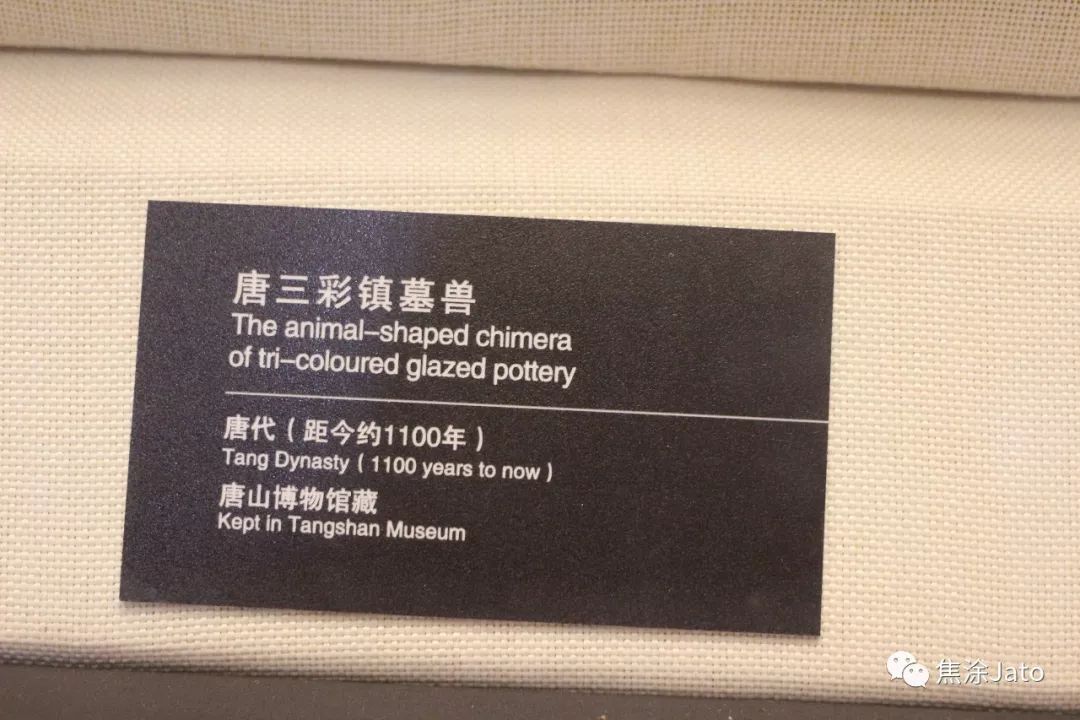 唐三彩镇墓兽
The animal-shaped chimera
of tri-coloured glazed pottery
唐代（距今约1100年）
Tang Dynasty（1100 years to now）
唐山博物馆藏
Kept in Tangshan Museum
焦涂Jato